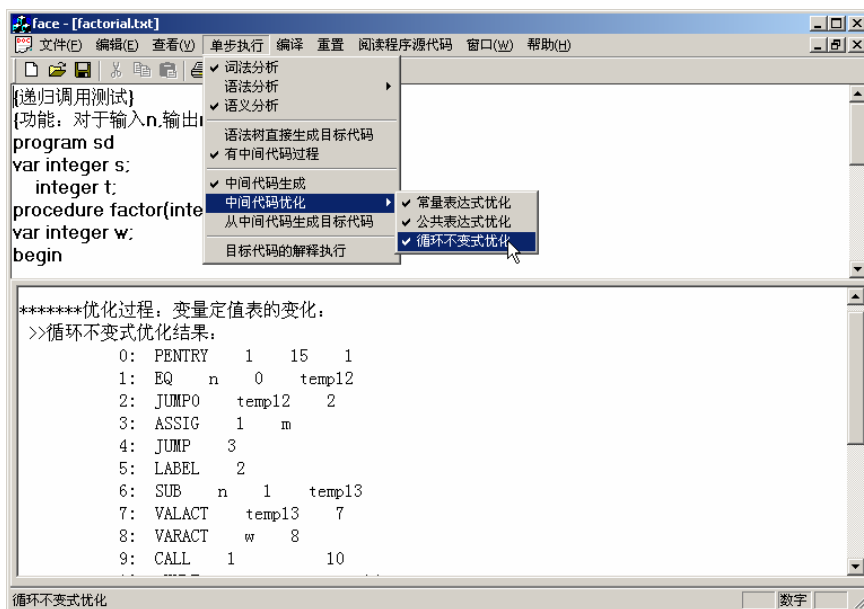 face - [factorial.txt]
文件(F) 编辑(E) 查看(V) 单步执行 编译 重置 阅读程序源代码 窗口(W) 帮助(H)
词法分析
语法分析
语义分析
语法树直接生成目标代码
有中间代码过程
中间代码生成
中间代码优化
从中间代码生成目标代码
目标代码的解释执行
常量表达式优化
公共表达式优化
循环不变式优化
{递归调用测试}
{功能：对于输入n,输出
program sd
var integer s;
integer t;
procedure factor(inte
var integer w;
begin
*******优化过程：变量定值表的变化：
>>循环不变式优化结果：
0: PENTRY 1 15 1
1: EQ n 0 temp12
2: JUMP0 temp12 2
3: ASSIG 1 m
4: JUMP 3
5: LABEL 2
6: SUB n 1 temp13
7: VALACT temp13 7
8: VARACT w 8
9: CALL 1 10
循环不变式优化 数字